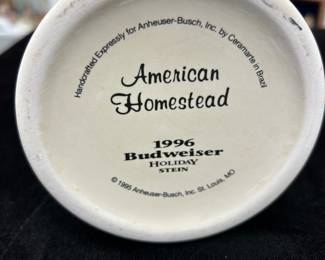 Handcrafted Expressly for Anheuser-Busch, Inc. by Ceramarte in Brazil
American
Homestead
1996
Budweiser
HOLIDAY
STEIN
© 1995 Anheuser-Busch, Inc. St. Louis, MO